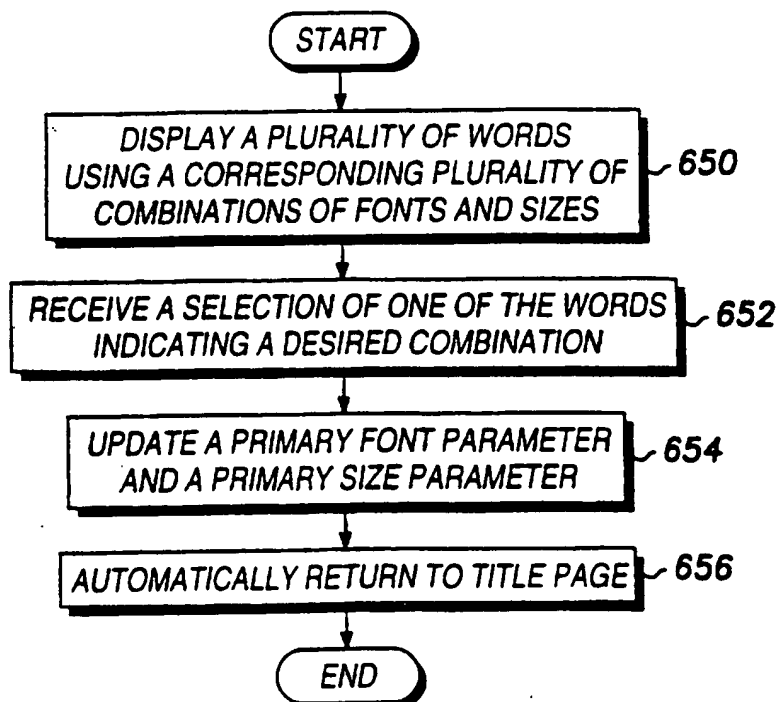 START
DISPLAY A PLURALITY OF WORDS
USING A CORRESPONDING PLURALITY OF
COMBINATIONS OF FONTS AND SIZES
650
RECEIVE A SELECTION OF ONE OF THE WORDS
INDICATING A DESIRED COMBINATION
652
UPDATE A PRIMARY FONT PARAMETER
AND A PRIMARY SIZE PARAMETER
654
AUTOMATICALLY RETURN TO TITLE PAGE
656
END